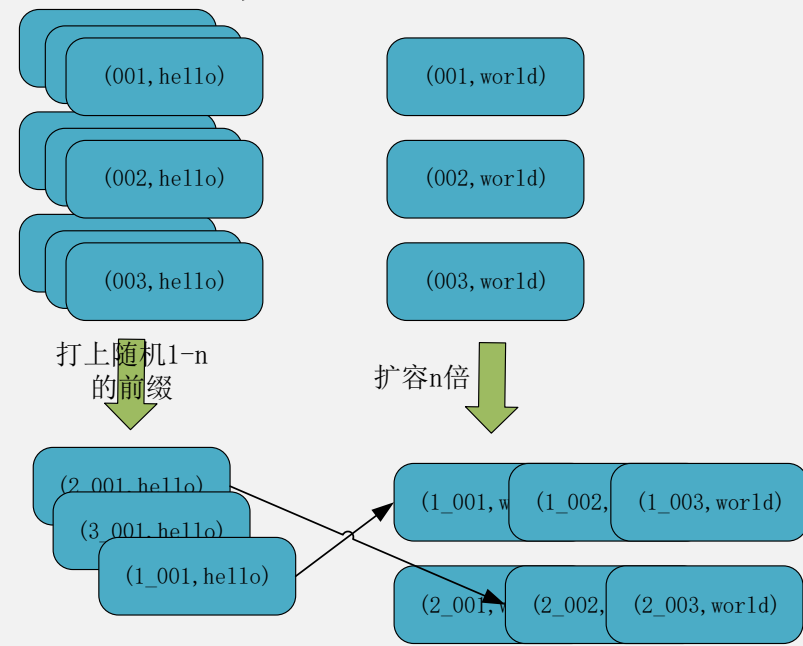 (001,hello)
(001,world)
(002,hello)
(002,world)
(003,hello)
(003,world)
打上随机1-n
的前缀
扩容n倍
(2_001,hello)
(3_001,hello)
(1_001,hello)
(1_001,w
(1_002,
(1_003,world)
(2_001,
(2_002,
(2_003,world)